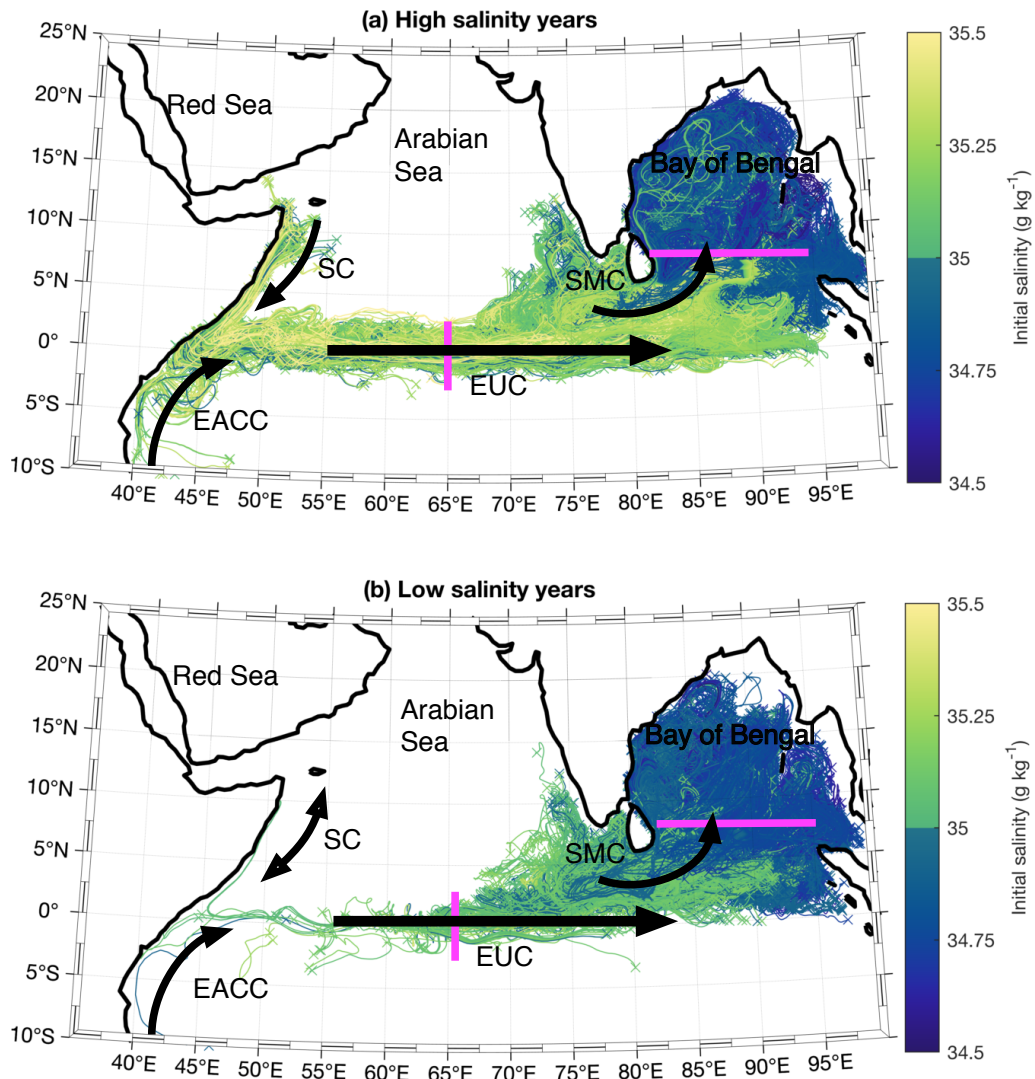 (a) High salinity years
25°N
20°N
15°N
10°N
5°N
0°
5°S
10°S
40°E 45°E 50°E 55°E 60°E 65°E 70°E 75°E 80°E 85°E 90°E 95°E
Red Sea
Arabian
Sea
Bay of Bengal
SC
SMC
EUC
EACC
35.5
35.25
35
34.75
34.5
Initial salinity (g kg⁻¹)
(b) Low salinity years
25°N
20°N
15°N
10°N
5°N
0°
5°S
10°S
40°E 45°E 50°E 55°E 60°E 65°E 70°E 75°E 80°E 85°E 90°E 95°E
Red Sea
Arabian
Sea
Bay of Bengal
SC
SMC
EUC
EACC
35.5
35.25
35
34.75
34.5
Initial salinity (g kg⁻¹)